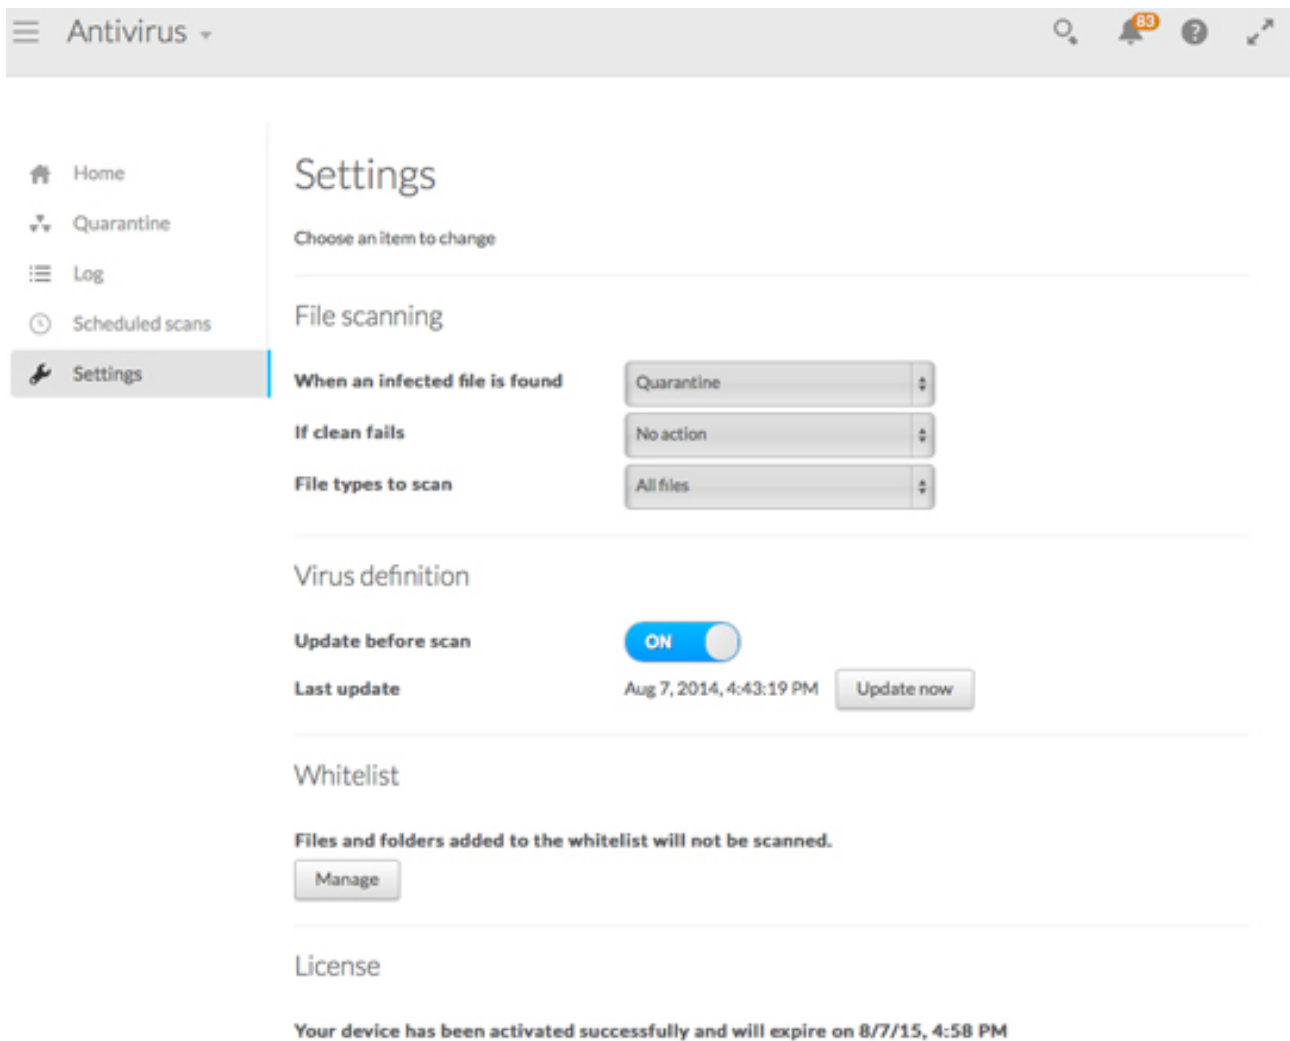 Antivirus
83
?
Home
Quarantine
Log
Scheduled scans
Settings
Settings
Choose an item to change
File scanning
When an infected file is found Quarantine
If clean fails No action
File types to scan All files
Virus definition
Update before scan ON
Last update Aug 7, 2014, 4:43:19 PM Update now
Whitelist
Files and folders added to the whitelist will not be scanned.
Manage
License
Your device has been activated successfully and will expire on 8/7/15, 4:58 PM